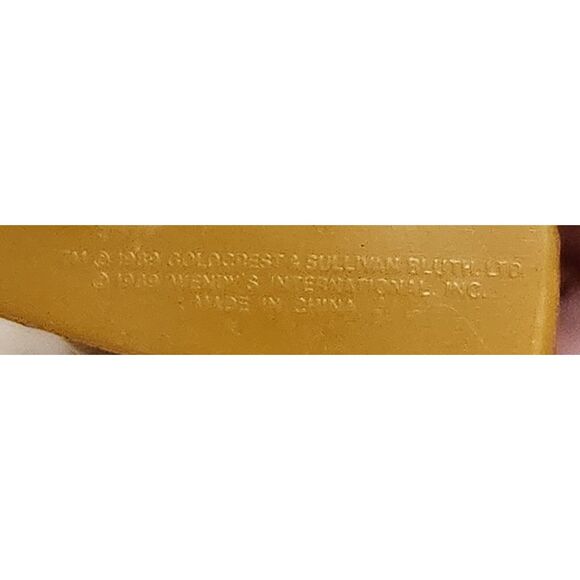 TM © 1989 GOLDCREST & SULLIVAN BLUTH, LTD.
© 1989 WENDY'S INTERNATIONAL, INC.
MADE IN CHINA